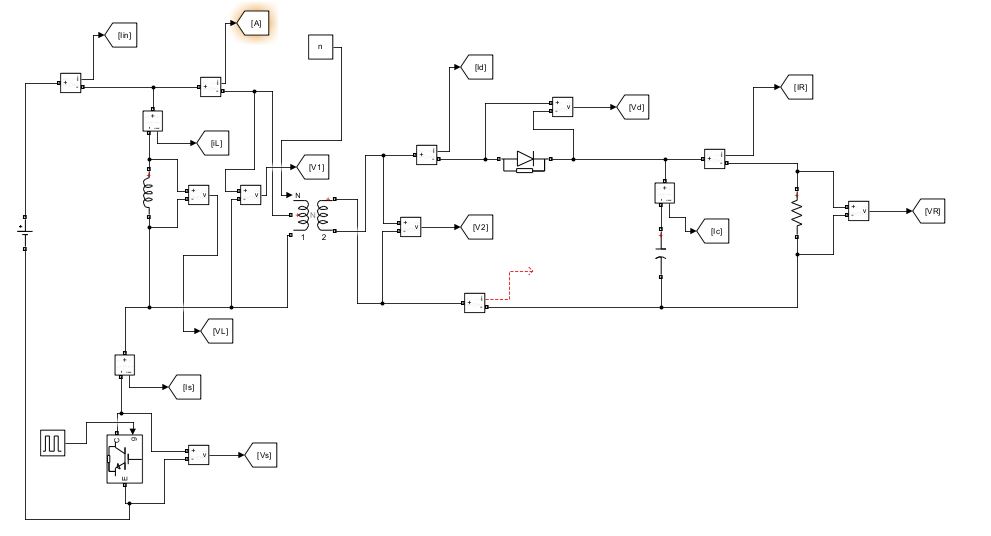 [A]
[Iin]
n
[Id]
[IR]
[Vd]
[iL]
[V1]
N
N
1
2
[V2]
[Ic]
[VR]
[VL]
[Is]
C
g
E
[Vs]
i
i
i
i
i
v
v
v
v
v
v